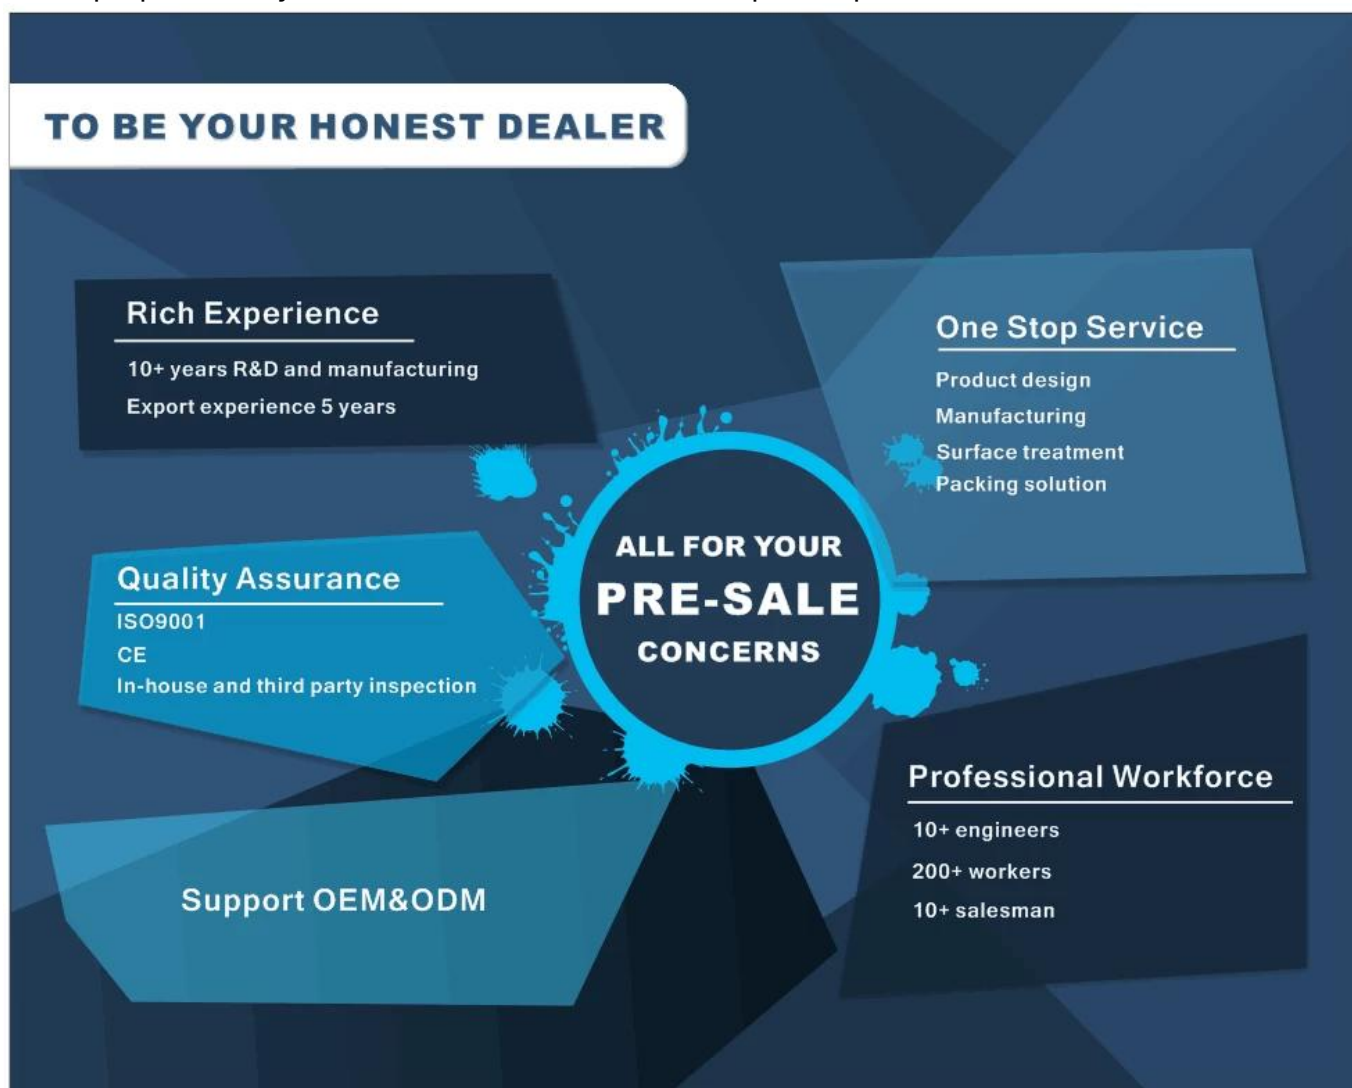 TO BE YOUR HONEST DEALER
Rich Experience
10+ years R&D and manufacturing
Export experience 5 years
One Stop Service
Product design
Manufacturing
Surface treatment
Packing solution
ALL FOR YOUR
PRE-SALE
CONCERNS
Quality Assurance
ISO9001
CE
In-house and third party inspection
Professional Workforce
10+ engineers
200+ workers
10+ salesman
Support OEM&ODM